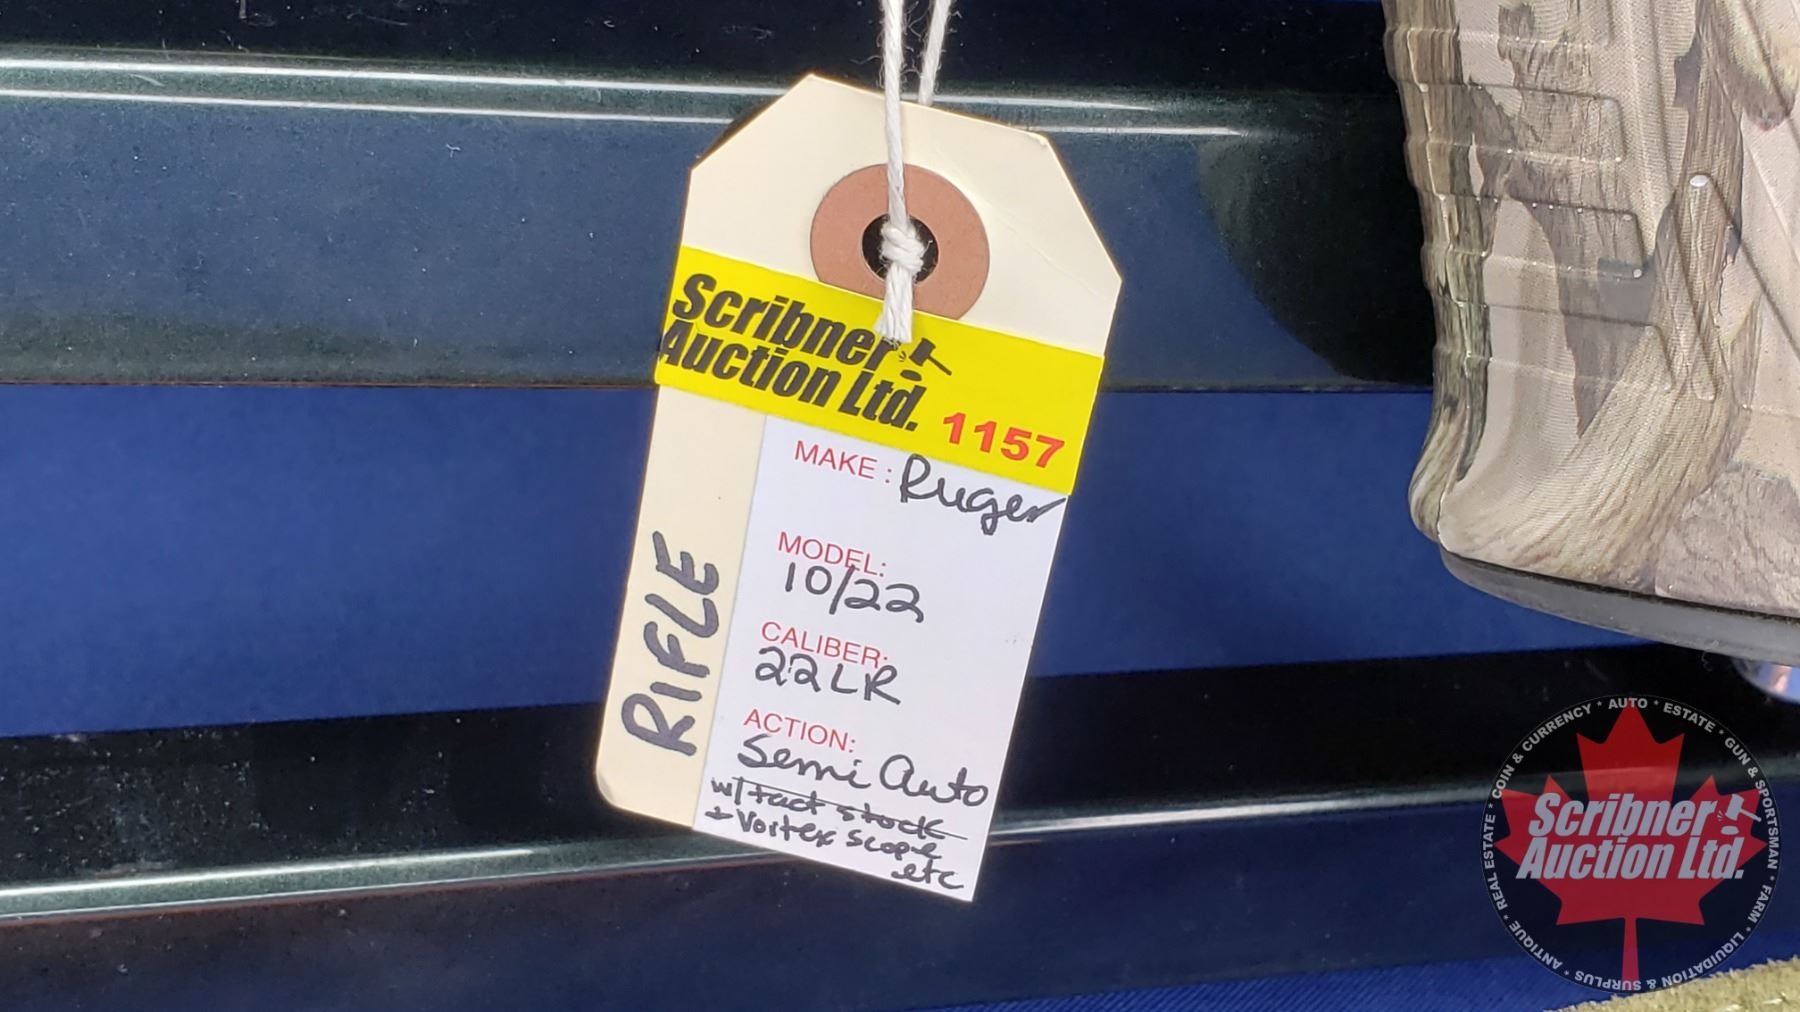 Scribner
Auction Ltd. 1157
MAKE: Ruger
MODEL:
10/22
CALIBER:
22LR
ACTION:
Semi Auto
w/ tact stock
+ Vortex scope
etc
RIFLE
COIN & CURRENCY * AUTO * ESTATE * GUN & SPORTSMAN * FARM * LIQUIDATION & SURPLUS * ANTIQUE * REAL ESTATE *
Scribner
Auction Ltd.